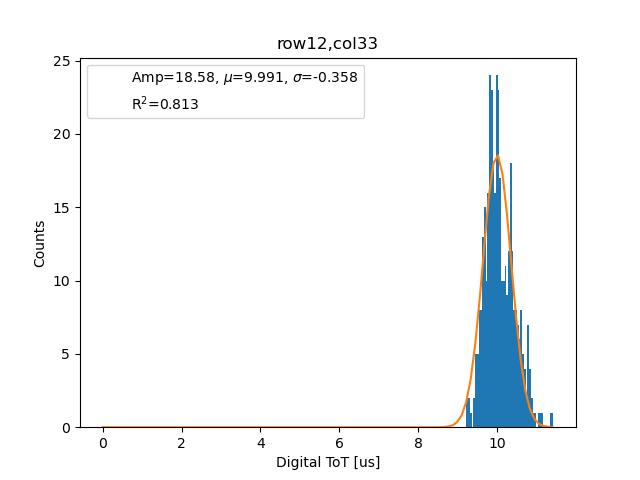 row12,col33
Amp=18.58, μ=9.991, σ=-0.358
R²=0.813
25
20
15
10
5
0
Counts
0 2 4 6 8 10
Digital ToT [us]